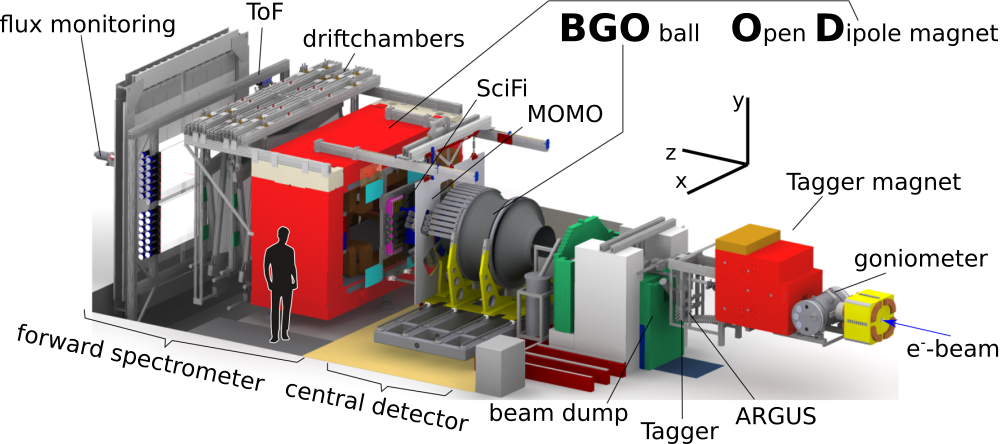 flux monitoring
ToF
driftchambers
BGO ball Open Dipole magnet
SciFi
MOMO
y
z
x
Tagger magnet
goniometer
e⁻-beam
forward spectrometer
central detector
beam dump
Tagger
ARGUS